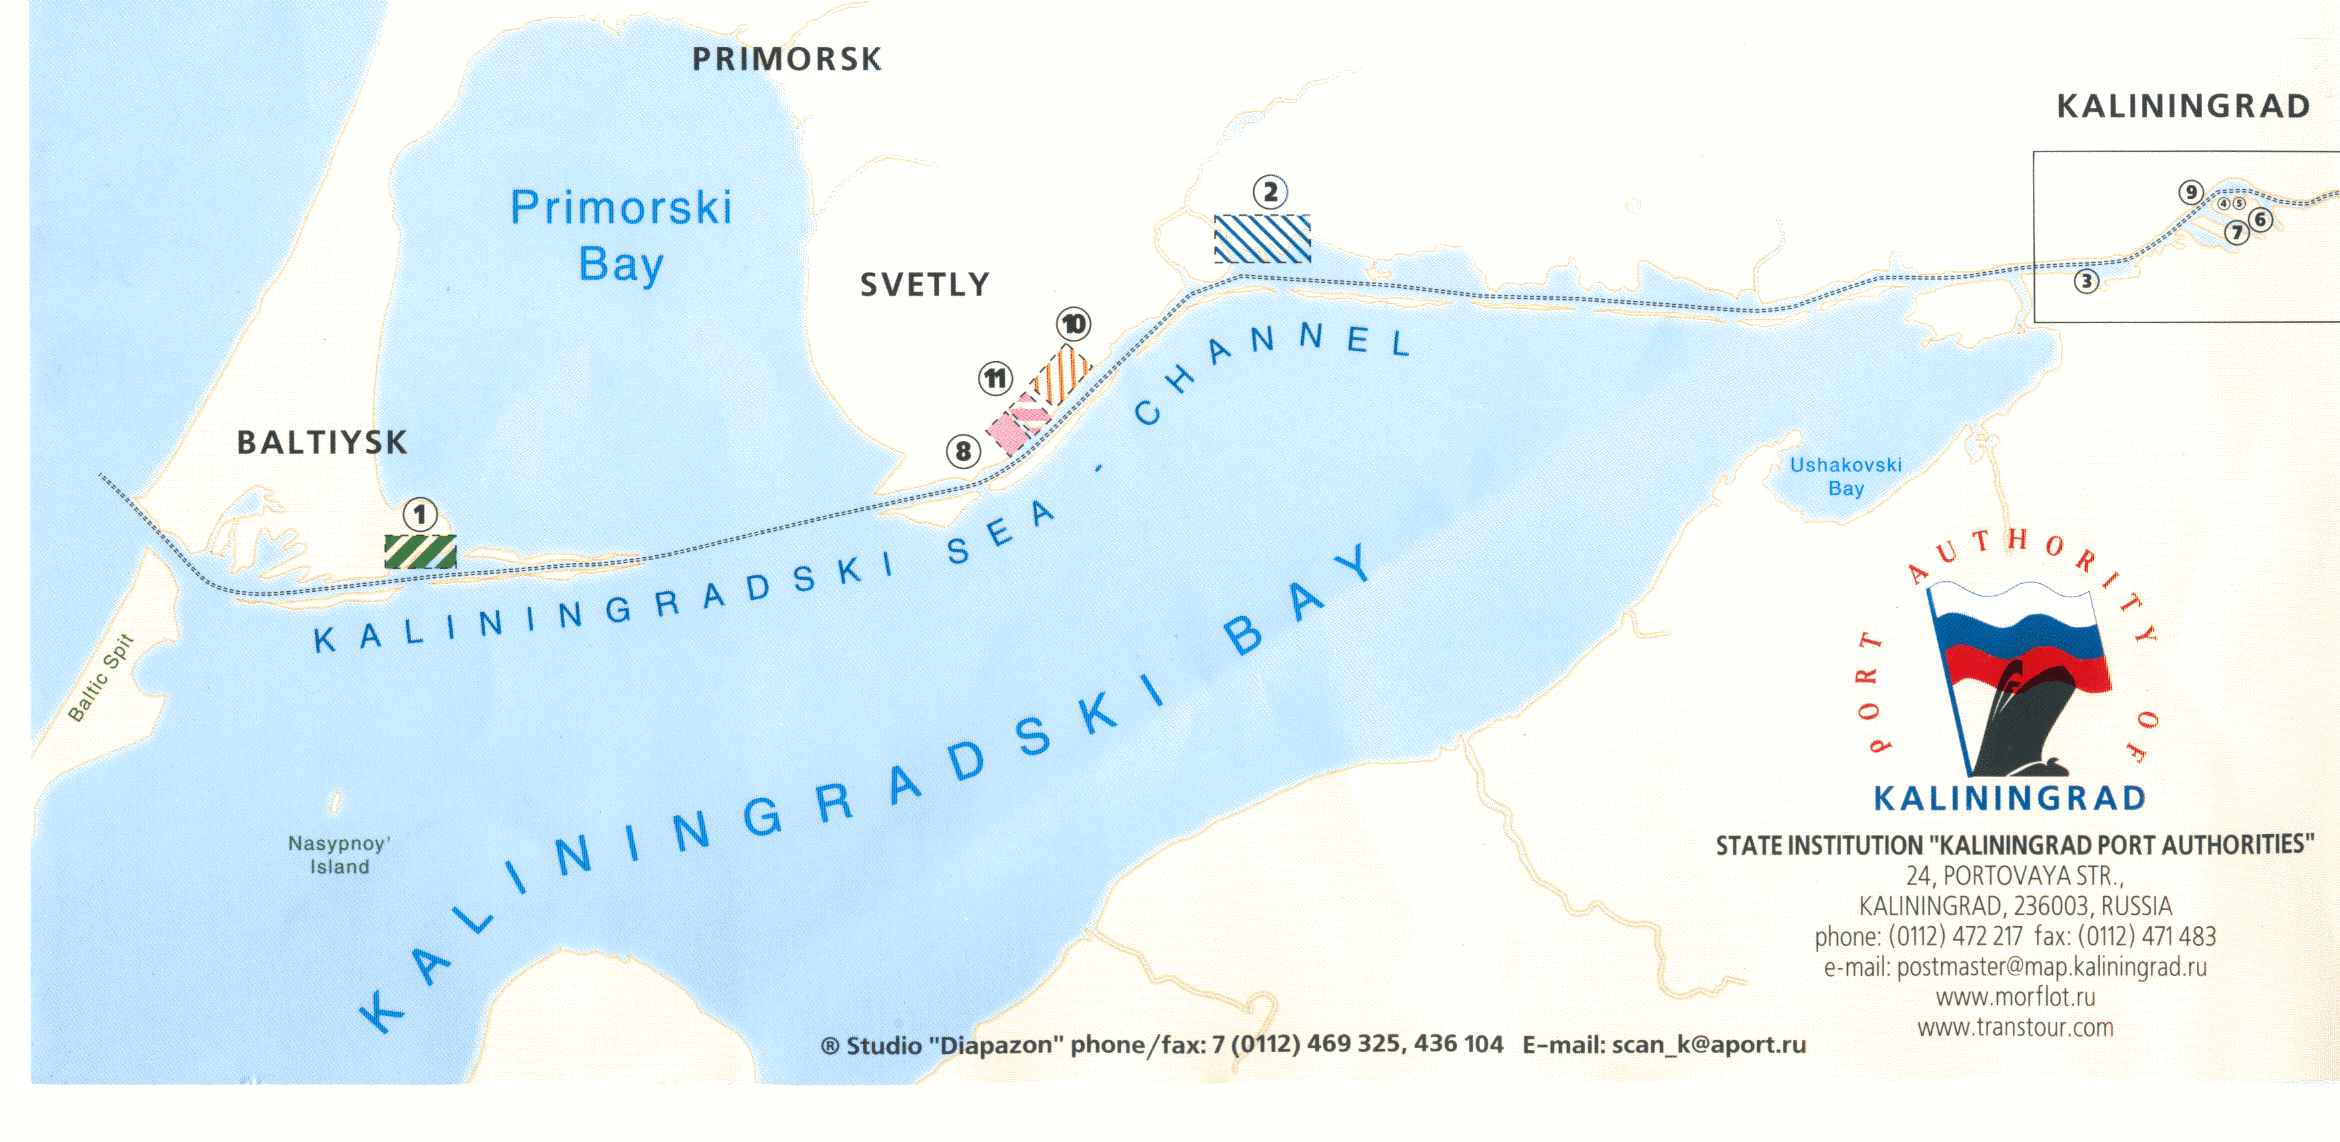 PRIMORSK
KALININGRAD
Primorski
Bay
2
9
4
5
6
7
3
SVETLY
10
11
8
BALTIYSK
1
KALININGRADSKI SEA - CHANNEL
Ushakovski
Bay
KALININGRADSKI BAY
Baltic Spit
Nasypnoy'
Island
PORT AUTHORITY OF
KALININGRAD
STATE INSTITUTION "KALININGRAD PORT AUTHORITIES"
24, PORTOVAYA STR.,
KALININGRAD, 236003, RUSSIA
phone: (0112) 472 217 fax: (0112) 471 483
e-mail: postmaster@map.kaliningrad.ru
www.morflot.ru
www.transtour.com
® Studio "Diapazon" phone/fax: 7 (0112) 469 325, 436 104 E-mail: scan_k@aport.ru